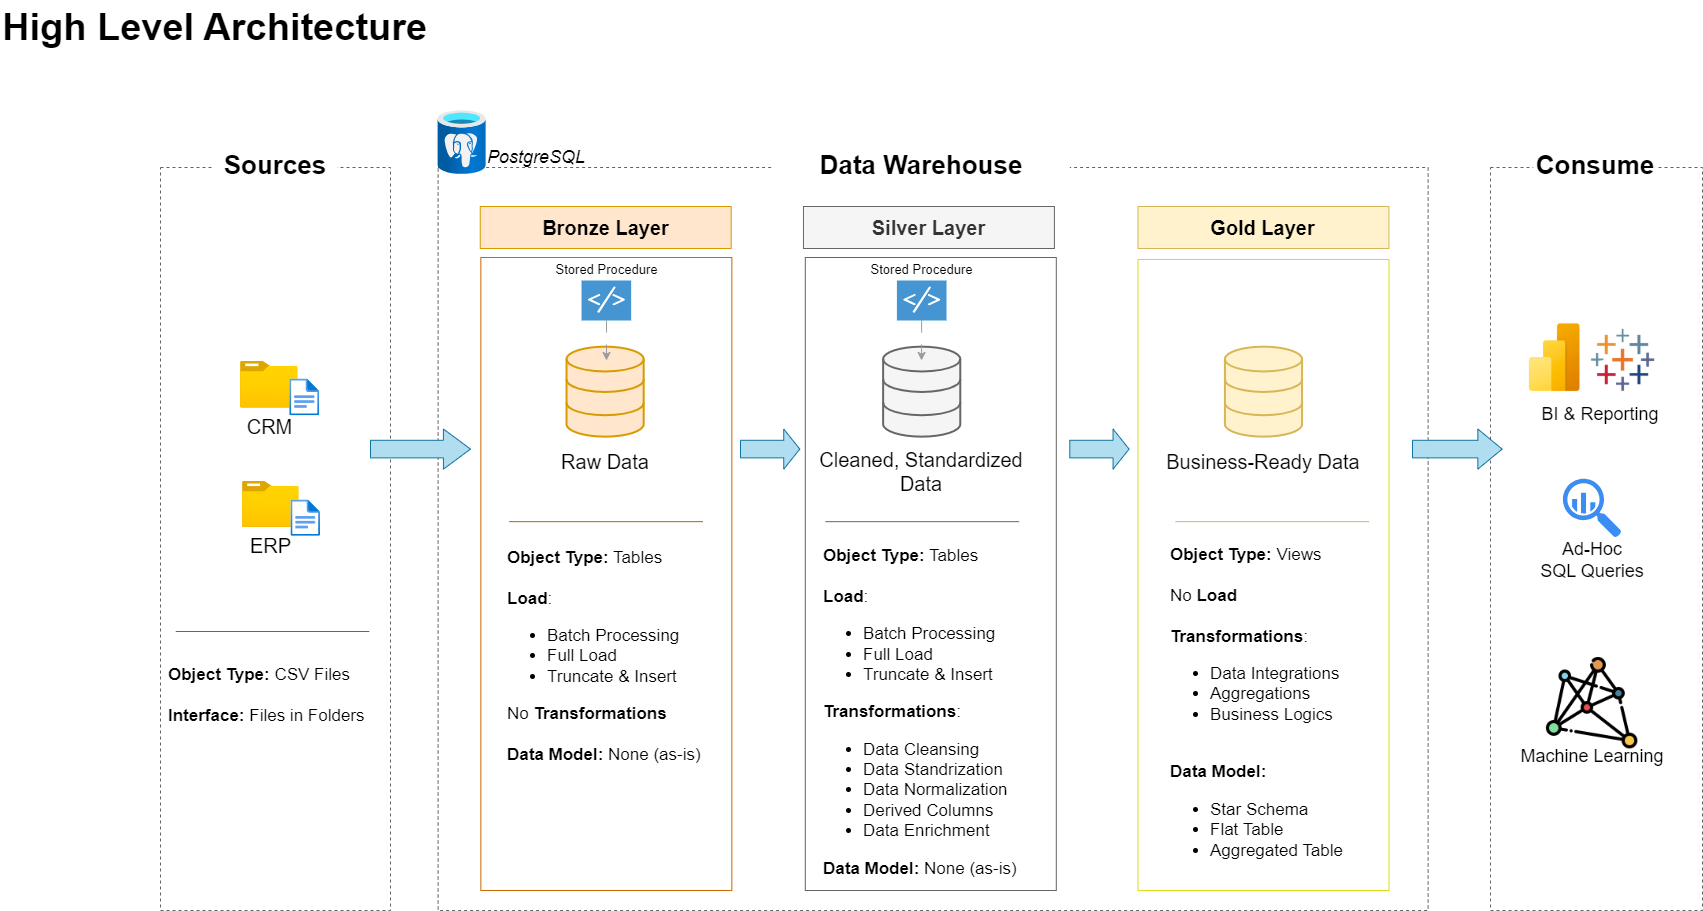 High Level Architecture
PostgreSQL
Sources
CRM
ERP
Object Type: CSV Files
Interface: Files in Folders
Data Warehouse
Bronze Layer
Stored Procedure
</>
Raw Data
Object Type: Tables
Load:
• Batch Processing
• Full Load
• Truncate & Insert
No Transformations
Data Model: None (as-is)
Silver Layer
Stored Procedure
</>
Cleaned, Standardized
Data
Object Type: Tables
Load:
• Batch Processing
• Full Load
• Truncate & Insert
Transformations:
• Data Cleansing
• Data Standrization
• Data Normalization
• Derived Columns
• Data Enrichment
Data Model: None (as-is)
Gold Layer
Business-Ready Data
Object Type: Views
No Load
Transformations:
• Data Integrations
• Aggregations
• Business Logics
Data Model:
• Star Schema
• Flat Table
• Aggregated Table
Consume
BI & Reporting
Ad-Hoc
SQL Queries
Machine Learning